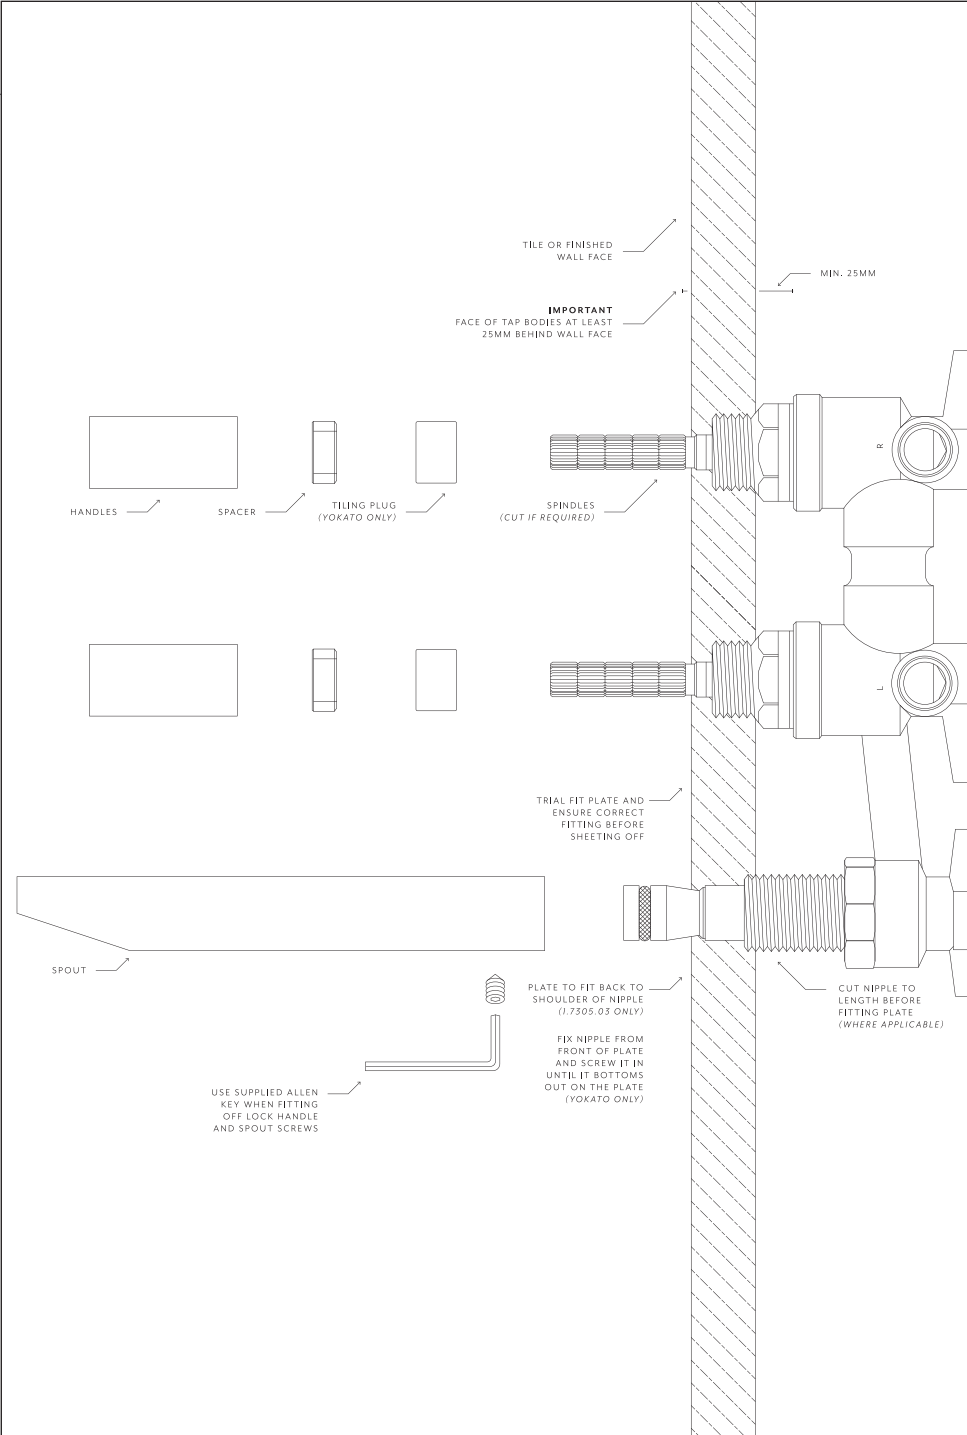 TILE OR FINISHED
WALL FACE
MIN. 25MM
IMPORTANT
FACE OF TAP BODIES AT LEAST
25MM BEHIND WALL FACE
R
HANDLES
SPACER
TILING PLUG
(YOKATO ONLY)
SPINDLES
(CUT IF REQUIRED)
L
TRIAL FIT PLATE AND
ENSURE CORRECT
FITTING BEFORE
SHEETING OFF
SPOUT
PLATE TO FIT BACK TO
SHOULDER OF NIPPLE
(1.7305.03 ONLY)
CUT NIPPLE TO
LENGTH BEFORE
FITTING PLATE
(WHERE APPLICABLE)
FIX NIPPLE FROM
FRONT OF PLATE
AND SCREW IT IN
UNTIL IT BOTTOMS
OUT ON THE PLATE
(YOKATO ONLY)
USE SUPPLIED ALLEN
KEY WHEN FITTING
OFF LOCK HANDLE
AND SPOUT SCREWS